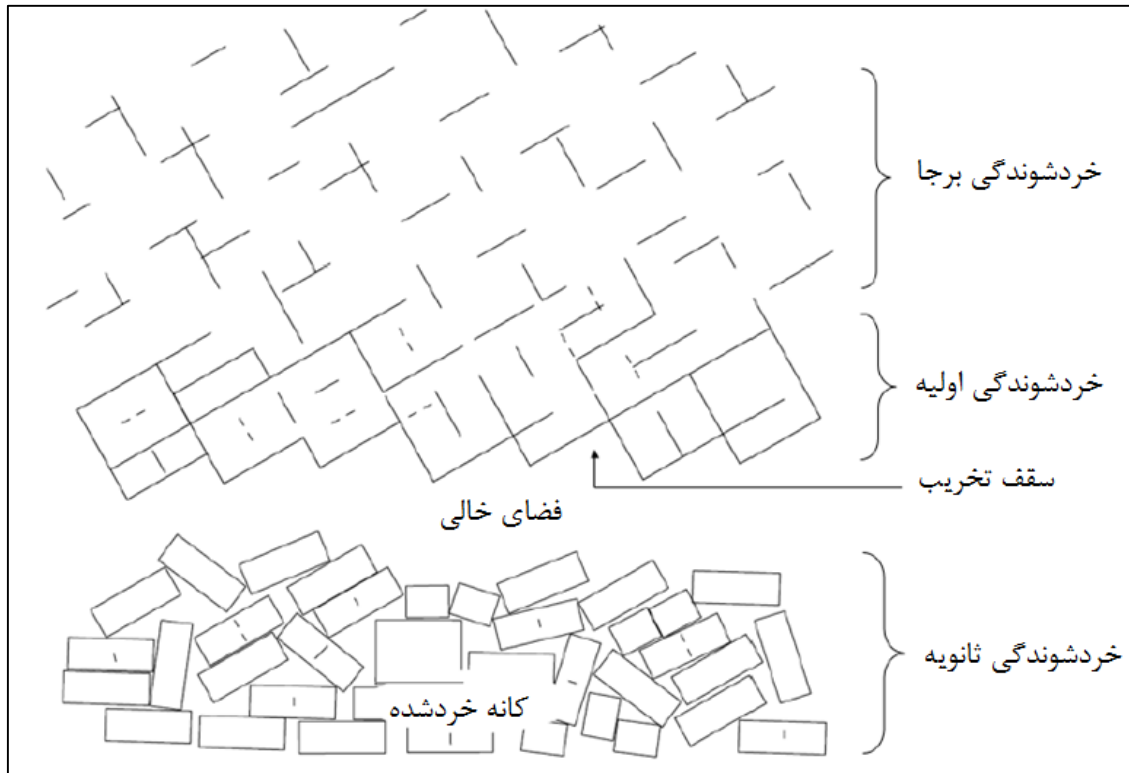 خردشوندگی برجا
خردشوندگی اولیه
سقف تخریب
فضای خالی
خردشوندگی ثانویه
کانه خردشده